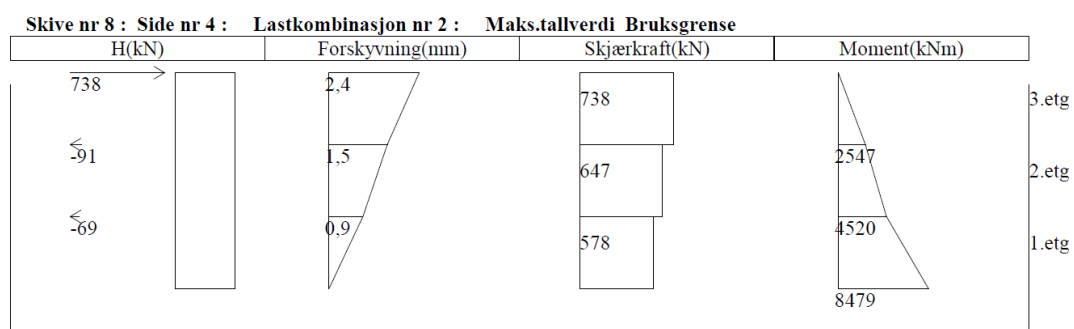 Skive nr 8 : Side nr 4 : Lastkombinasjon nr 2 : Maks.tallverdi Bruksgrense
H(kN) Forskyvning(mm) Skjærkraft(kN) Moment(kNm)
738 2,4 738 3.etg
-91 1,5 647 2547 2.etg
-69 0,9 578 4520 1.etg
8479